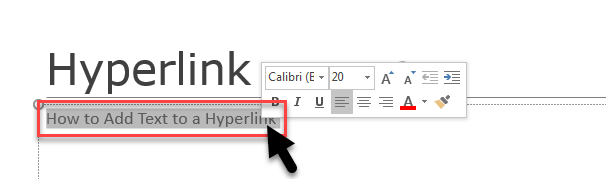 Hyperlink
Calibri (E 20 A A
B I U A
How to Add Text to a Hyperlink